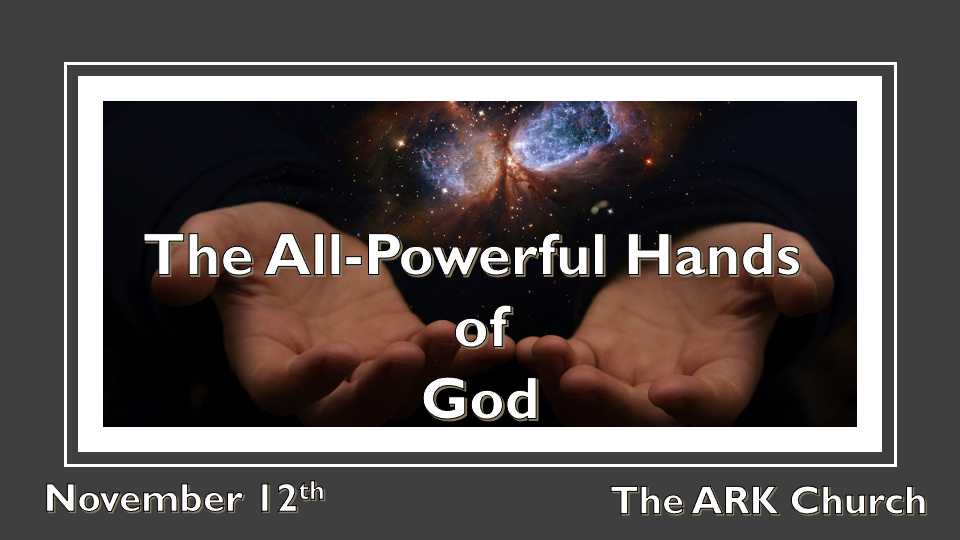 The All-Powerful Hands
of
God
November 12th
The ARK Church